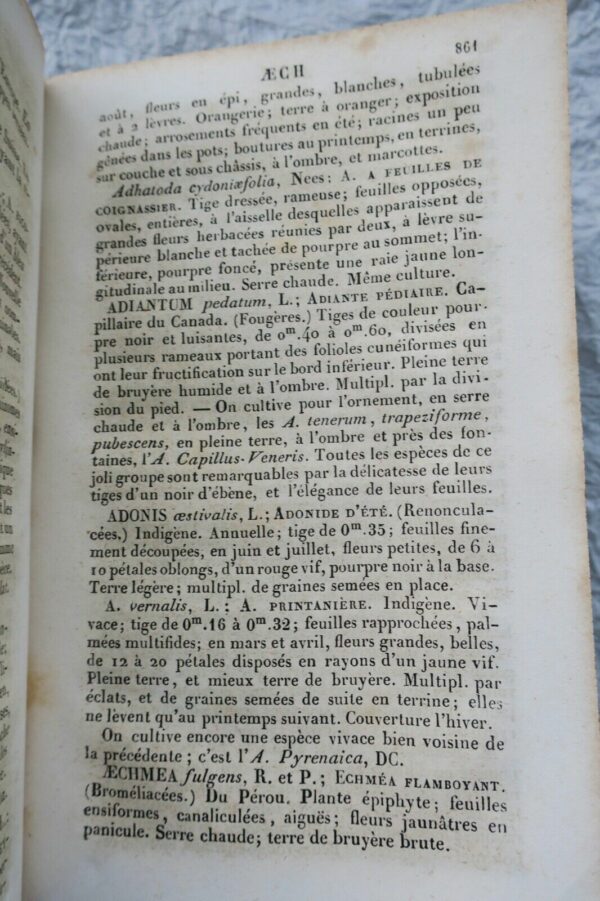 ÆCH
861
août, fleurs en épi, grandes, blanches, tubulées
et à 2 lèvres. Orangerie; terre à oranger; exposition
chaude; arrosements fréquents en été; racines un peu
gênées dans les pots; boutures au printemps, en terrines,
sur couche et sous châssis, à l'ombre, et marcottes.
Adhatoda cydoniæfolia, Nees; A. A FEUILLES DE
COIGNASSIER. Tige dressée, rameuse; feuilles opposées,
ovales, entières, à l'aisselle desquelles apparaissent de
grandes fleurs herbacées réunies par deux, à lèvre su-
périeure blanche et tachée de pourpre au sommet; l'in-
férieure, pourpre foncé, présente une raie jaune lon-
gitudinale au milieu. Serre chaude. Même culture.
ADIANTUM pedatum, L.; ADIANTE PÉDIAIRE. Ca-
pillaire du Canada. (Fougères.) Tiges de couleur pour-
pre noir et luisantes, de 0m.40 à 0m.60, divisées en
plusieurs rameaux portant des folioles cunéiformes qui
ont leur fructification sur le bord inférieur. Pleine terre
de bruyère humide et à l'ombre. Multipl. par la divi-
sion du pied. — On cultive pour l'ornement, en serre
chaude et à l'ombre, les A. tenerum, trapeziforme,
pubescens, en pleine terre, à l'ombre et près des fon-
taines, l'A. Capillus-Veneris. Toutes les espèces de ce
joli groupe sont remarquables par la délicatesse de leurs
tiges d'un noir d'ébène, et l'élégance de leurs feuilles.
ADONIS æstivalis, L.; ADONIDE D'ÉTÉ. (Renoncula-
cées.) Indigène. Annuelle; tige de 0m.35; feuilles fine-
ment découpées, en juin et juillet, fleurs petites, de 6 à
10 pétales oblongs, d'un rouge vif, pourpre noir à la base.
Terre légère; multipl. de graines semées en place.
A. vernalis, L.; A. PRINTANIÈRE. Indigène. Vi-
vace; tige de 0m.16 à 0m.32; feuilles rapprochées, pal-
mées multifides; en mars et avril, fleurs grandes, belles,
de 12 à 20 pétales disposés en rayons d'un jaune vif.
Pleine terre, et mieux terre de bruyère. Multipl. par
éclats, et de graines semées de suite en terrine; elles
ne lèvent qu'au printemps suivant. Couverture l'hiver.
On cultive encore une espèce vivace bien voisine de
la précédente; c'est l'A. Pyrenaica, DC.
ÆCHMEA fulgens, R. et P.; ECHMÉA FLAMBOYANT.
(Broméliacées.) Du Pérou. Plante épiphyte; feuilles
ensiformes, canaliculées, aiguës; fleurs jaunâtres en
panicule. Serre chaude; terre de bruyère brute.